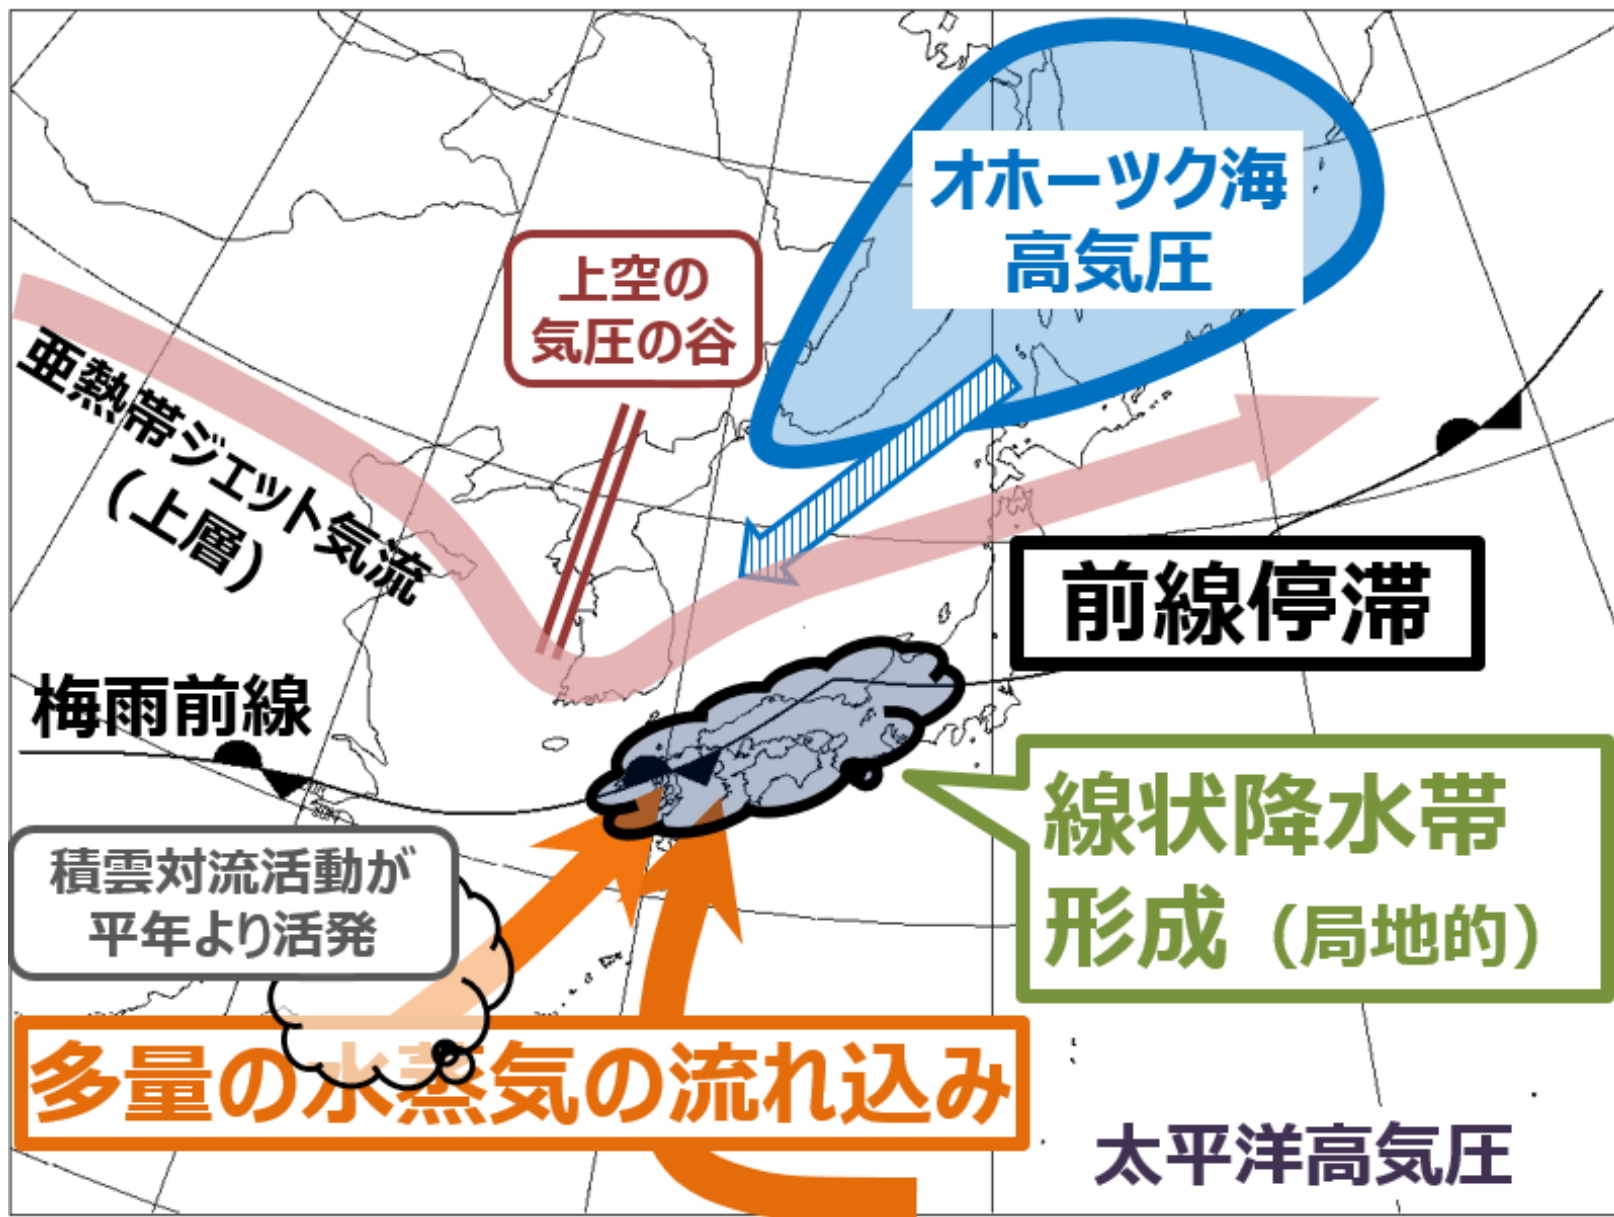 オホーツク海
高気圧
上空の
気圧の谷
亜熱帯ジェット気流
(上層)
前線停滞
梅雨前線
線状降水帯
形成（局地的）
積雲対流活動が
平年より活発
多量の水蒸気の流れ込み
太平洋高気圧